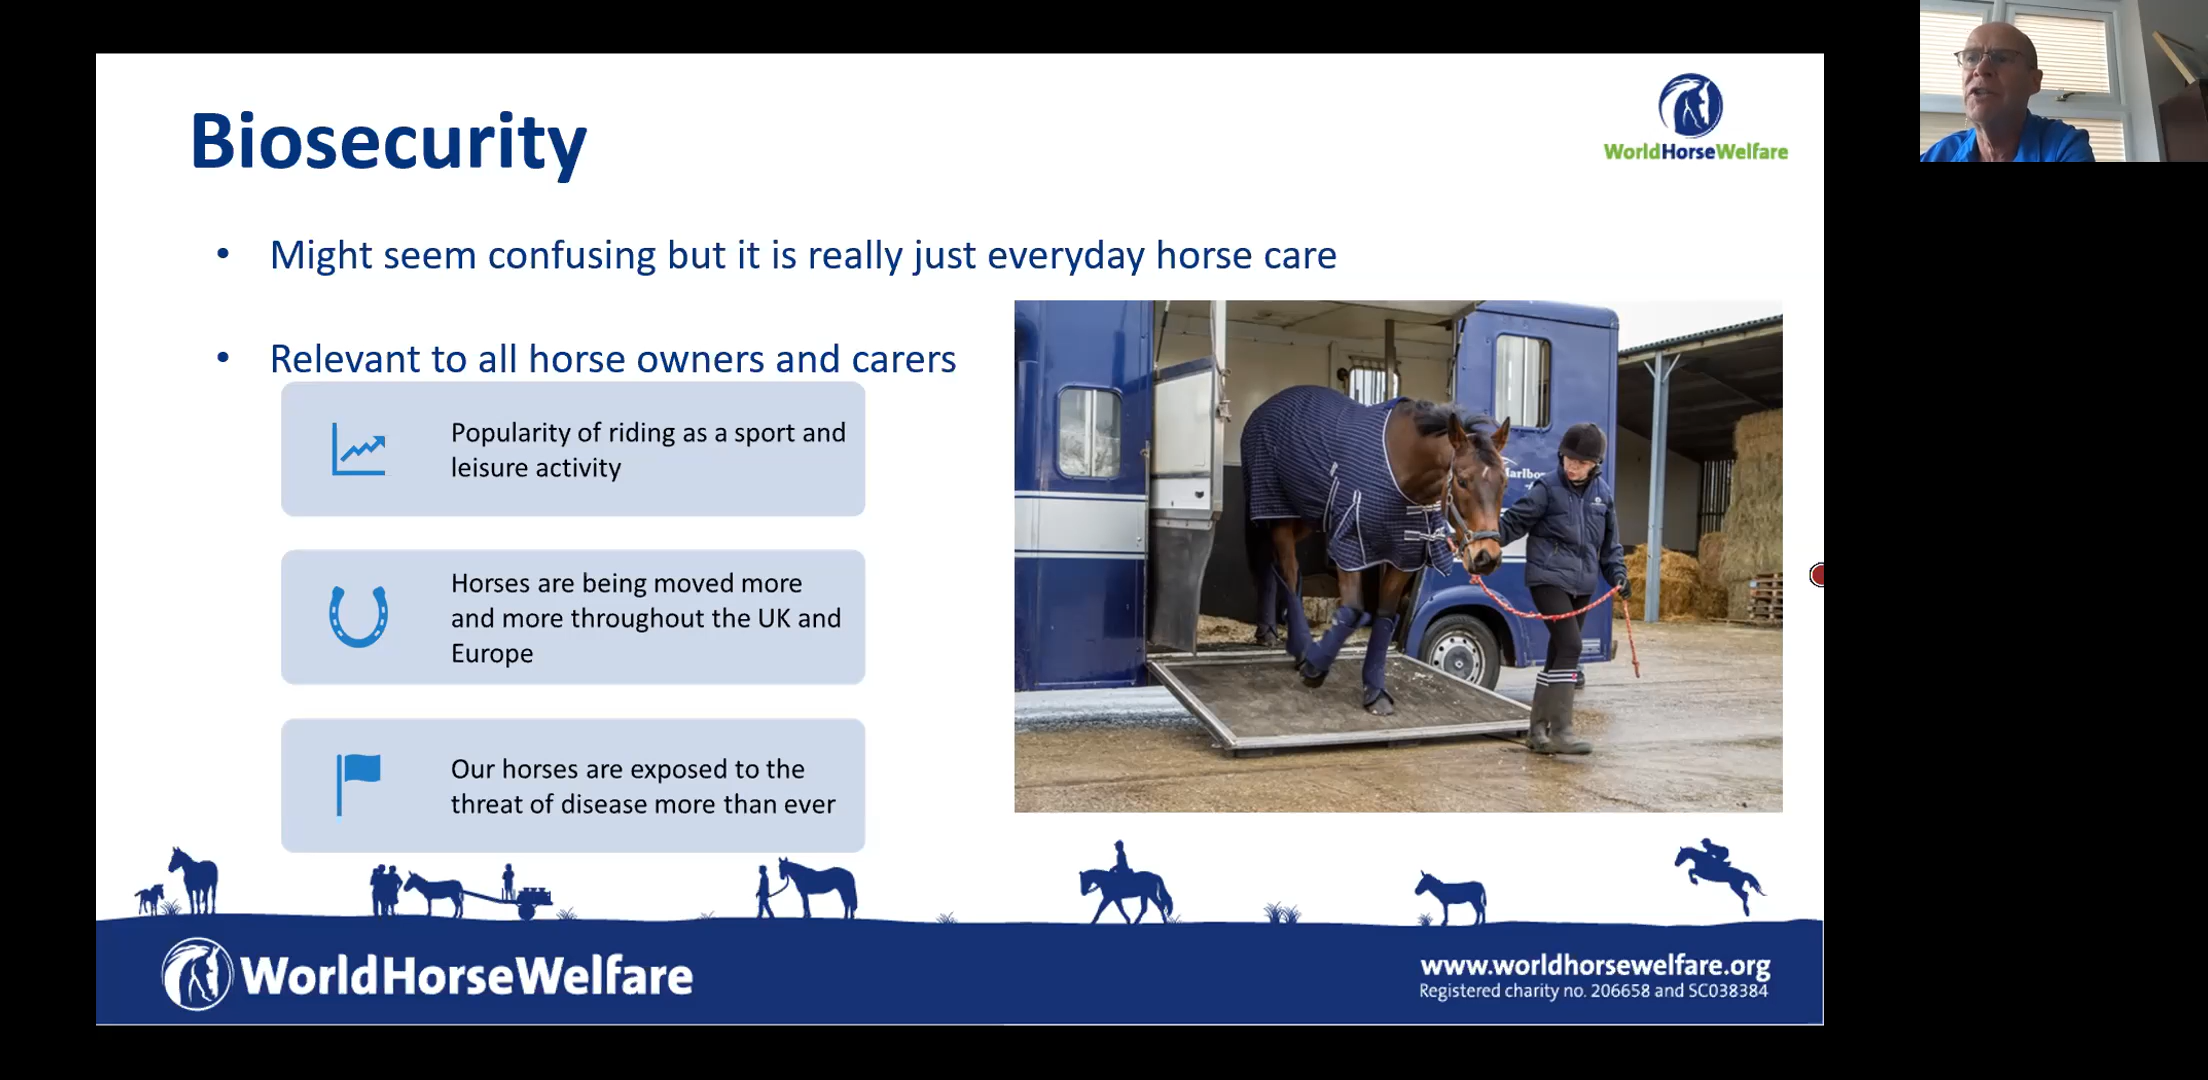 Biosecurity
WorldHorseWelfare
• Might seem confusing but it is really just everyday horse care
• Relevant to all horse owners and carers
Popularity of riding as a sport and
leisure activity
Horses are being moved more
and more throughout the UK and
Europe
Our horses are exposed to the
threat of disease more than ever
WorldHorseWelfare
www.worldhorsewelfare.org
Registered charity no. 206658 and SC038384